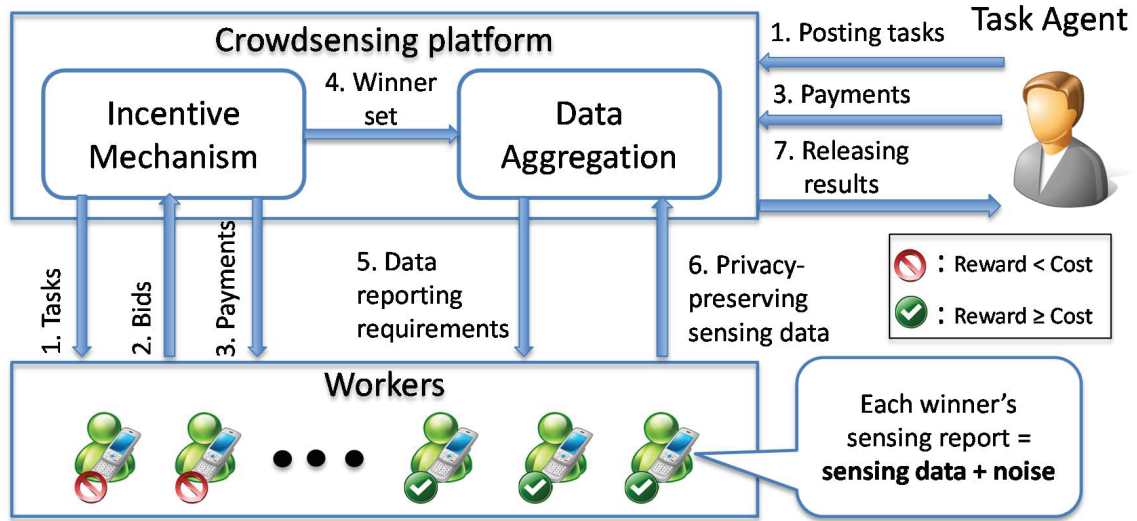 Crowdsensing platform
Incentive
Mechanism
4. Winner
set
Data
Aggregation
Task Agent
1. Posting tasks
3. Payments
7. Releasing
results
1. Tasks
2. Bids
3. Payments
5. Data
reporting
requirements
6. Privacy-
preserving
sensing data
: Reward < Cost
: Reward ≥ Cost
Workers
Each winner's
sensing report =
sensing data + noise